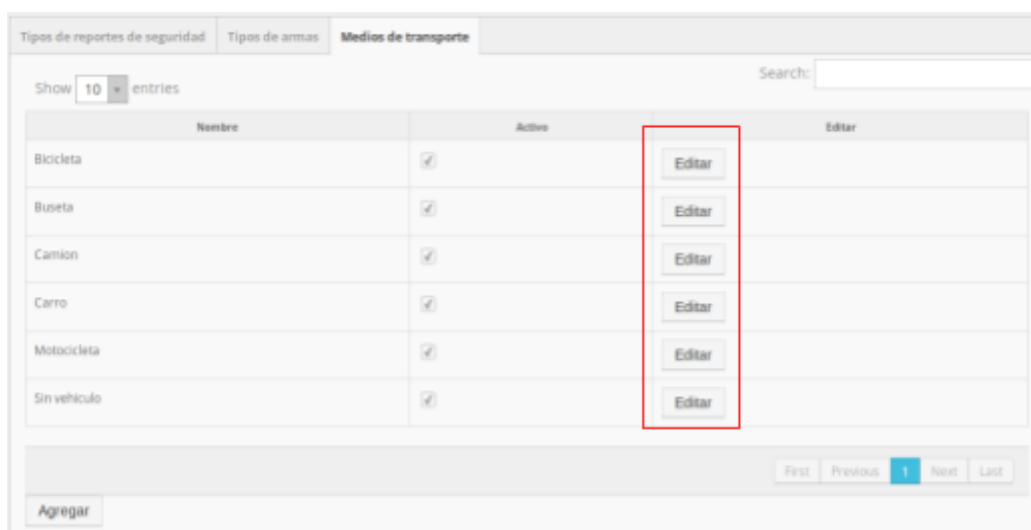 Tipos de reportes de seguridad Tipos de armas Medios de transporte
Show 10 entries Search:
Nombre Activo Editar
Bicicleta Editar
Buseta Editar
Camion Editar
Carro Editar
Motocicleta Editar
Sin vehiculo Editar
First Previous 1 Next Last
Agregar